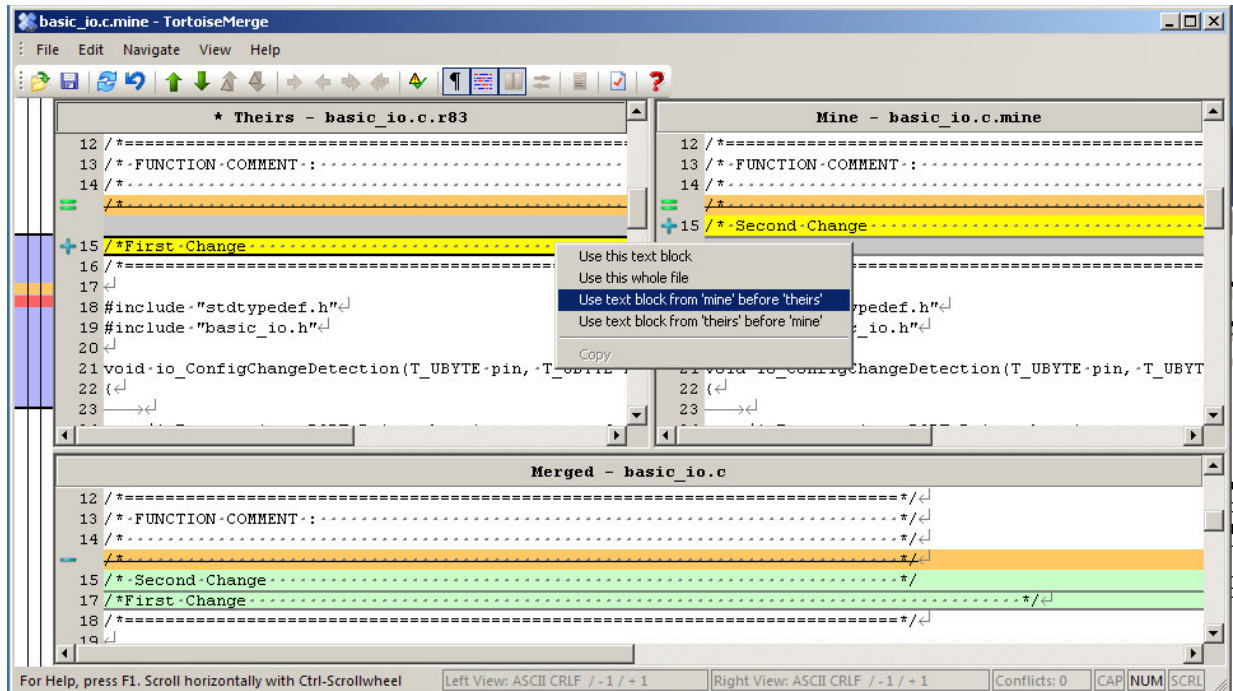 basic_io.c.mine - TortoiseMerge
File Edit Navigate View Help
* Theirs - basic_io.c.r83
12 /*==============================================================
13 /*·FUNCTION·COMMENT·:······································
14 /*··························································
/*··························································
15 /*First·Change·······································
16 /*==============================================================
17
18 #include·"stdtypedef.h"
19 #include·"basic_io.h"
20
21 void·io_ConfigChangeDetection(T_UBYTE·pin,·T_UBYTE
22 {
23
Mine - basic_io.c.mine
12 /*==============================================================
13 /*·FUNCTION·COMMENT·:······································
14 /*··························································
/*··························································
15 /*·Second·Change···········································
ypedef.h"
_io.h"
21 void·io_ConfigChangeDetection(T_UBYTE·pin,·T_UBYT
22 {
23
Use this text block
Use this whole file
Use text block from 'mine' before 'theirs'
Use text block from 'theirs' before 'mine'
Copy
Merged - basic_io.c
12 /*============================================================================*/
13 /*·FUNCTION·COMMENT·:·························································*/
14 /*············································································*/
/*············································································*/
15 /*·Second·Change······························································*/
17 /*First·Change············································································*/
18 /*============================================================================*/
19
For Help, press F1. Scroll horizontally with Ctrl-Scrollwheel
Left View: ASCII CRLF / - 1 / + 1
Right View: ASCII CRLF / - 1 / + 1
Conflicts: 0
CAP NUM SCRL